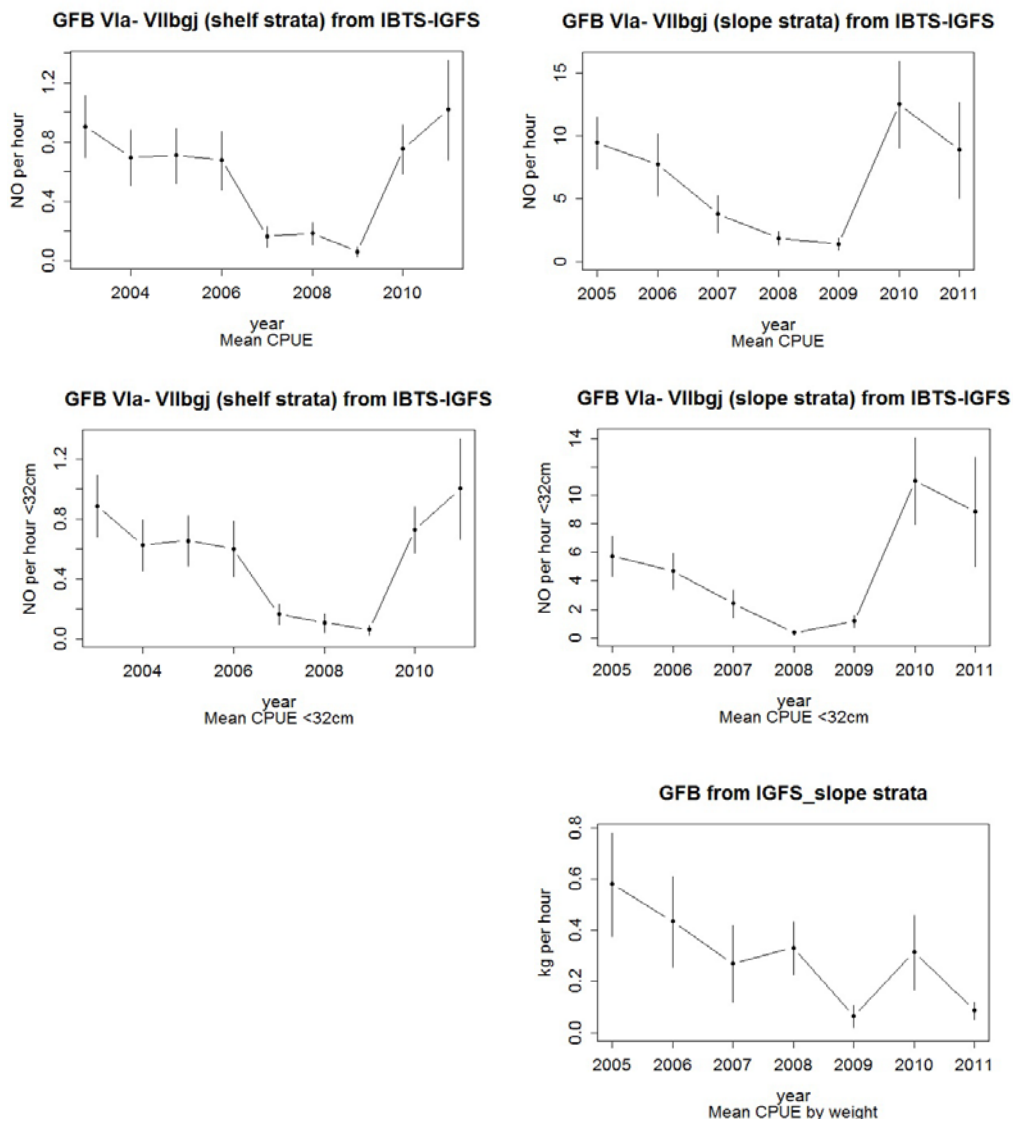 GFB VIa- VIIbgj (shelf strata) from IBTS-IGFS
NO per hour
1.2
0.8
0.4
0.0
2004 2006 2008 2010
year
Mean CPUE
GFB VIa- VIIbgj (slope strata) from IBTS-IGFS
NO per hour
15
10
5
0
2005 2006 2007 2008 2009 2010 2011
year
Mean CPUE
GFB VIa- VIIbgj (shelf strata) from IBTS-IGFS
NO per hour <32cm
1.2
0.8
0.4
0.0
2004 2006 2008 2010
year
Mean CPUE <32cm
GFB VIa- VIIbgj (slope strata) from IBTS-IGFS
NO per hour <32cm
14
10
8
6
4
2
0
2005 2006 2007 2008 2009 2010 2011
year
Mean CPUE <32cm
GFB from IGFS_slope strata
kg per hour
0.8
0.6
0.4
0.2
0.0
2005 2006 2007 2008 2009 2010 2011
year
Mean CPUE by weight